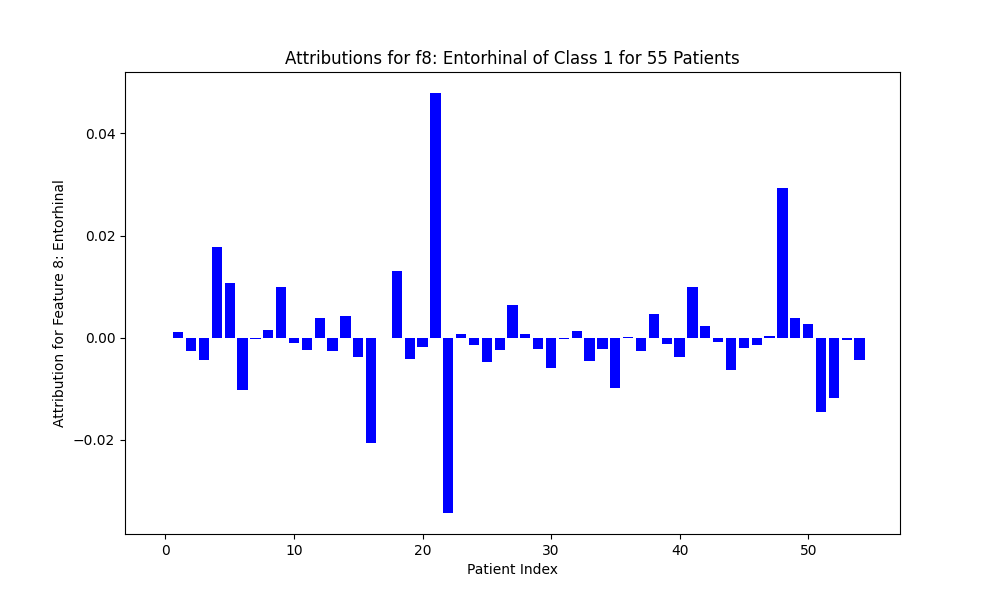 Attributions for f8: Entorhinal of Class 1 for 55 Patients
Attribution for Feature 8: Entorhinal
0.04
0.02
0.00
−0.02
0 10 20 30 40 50
Patient Index